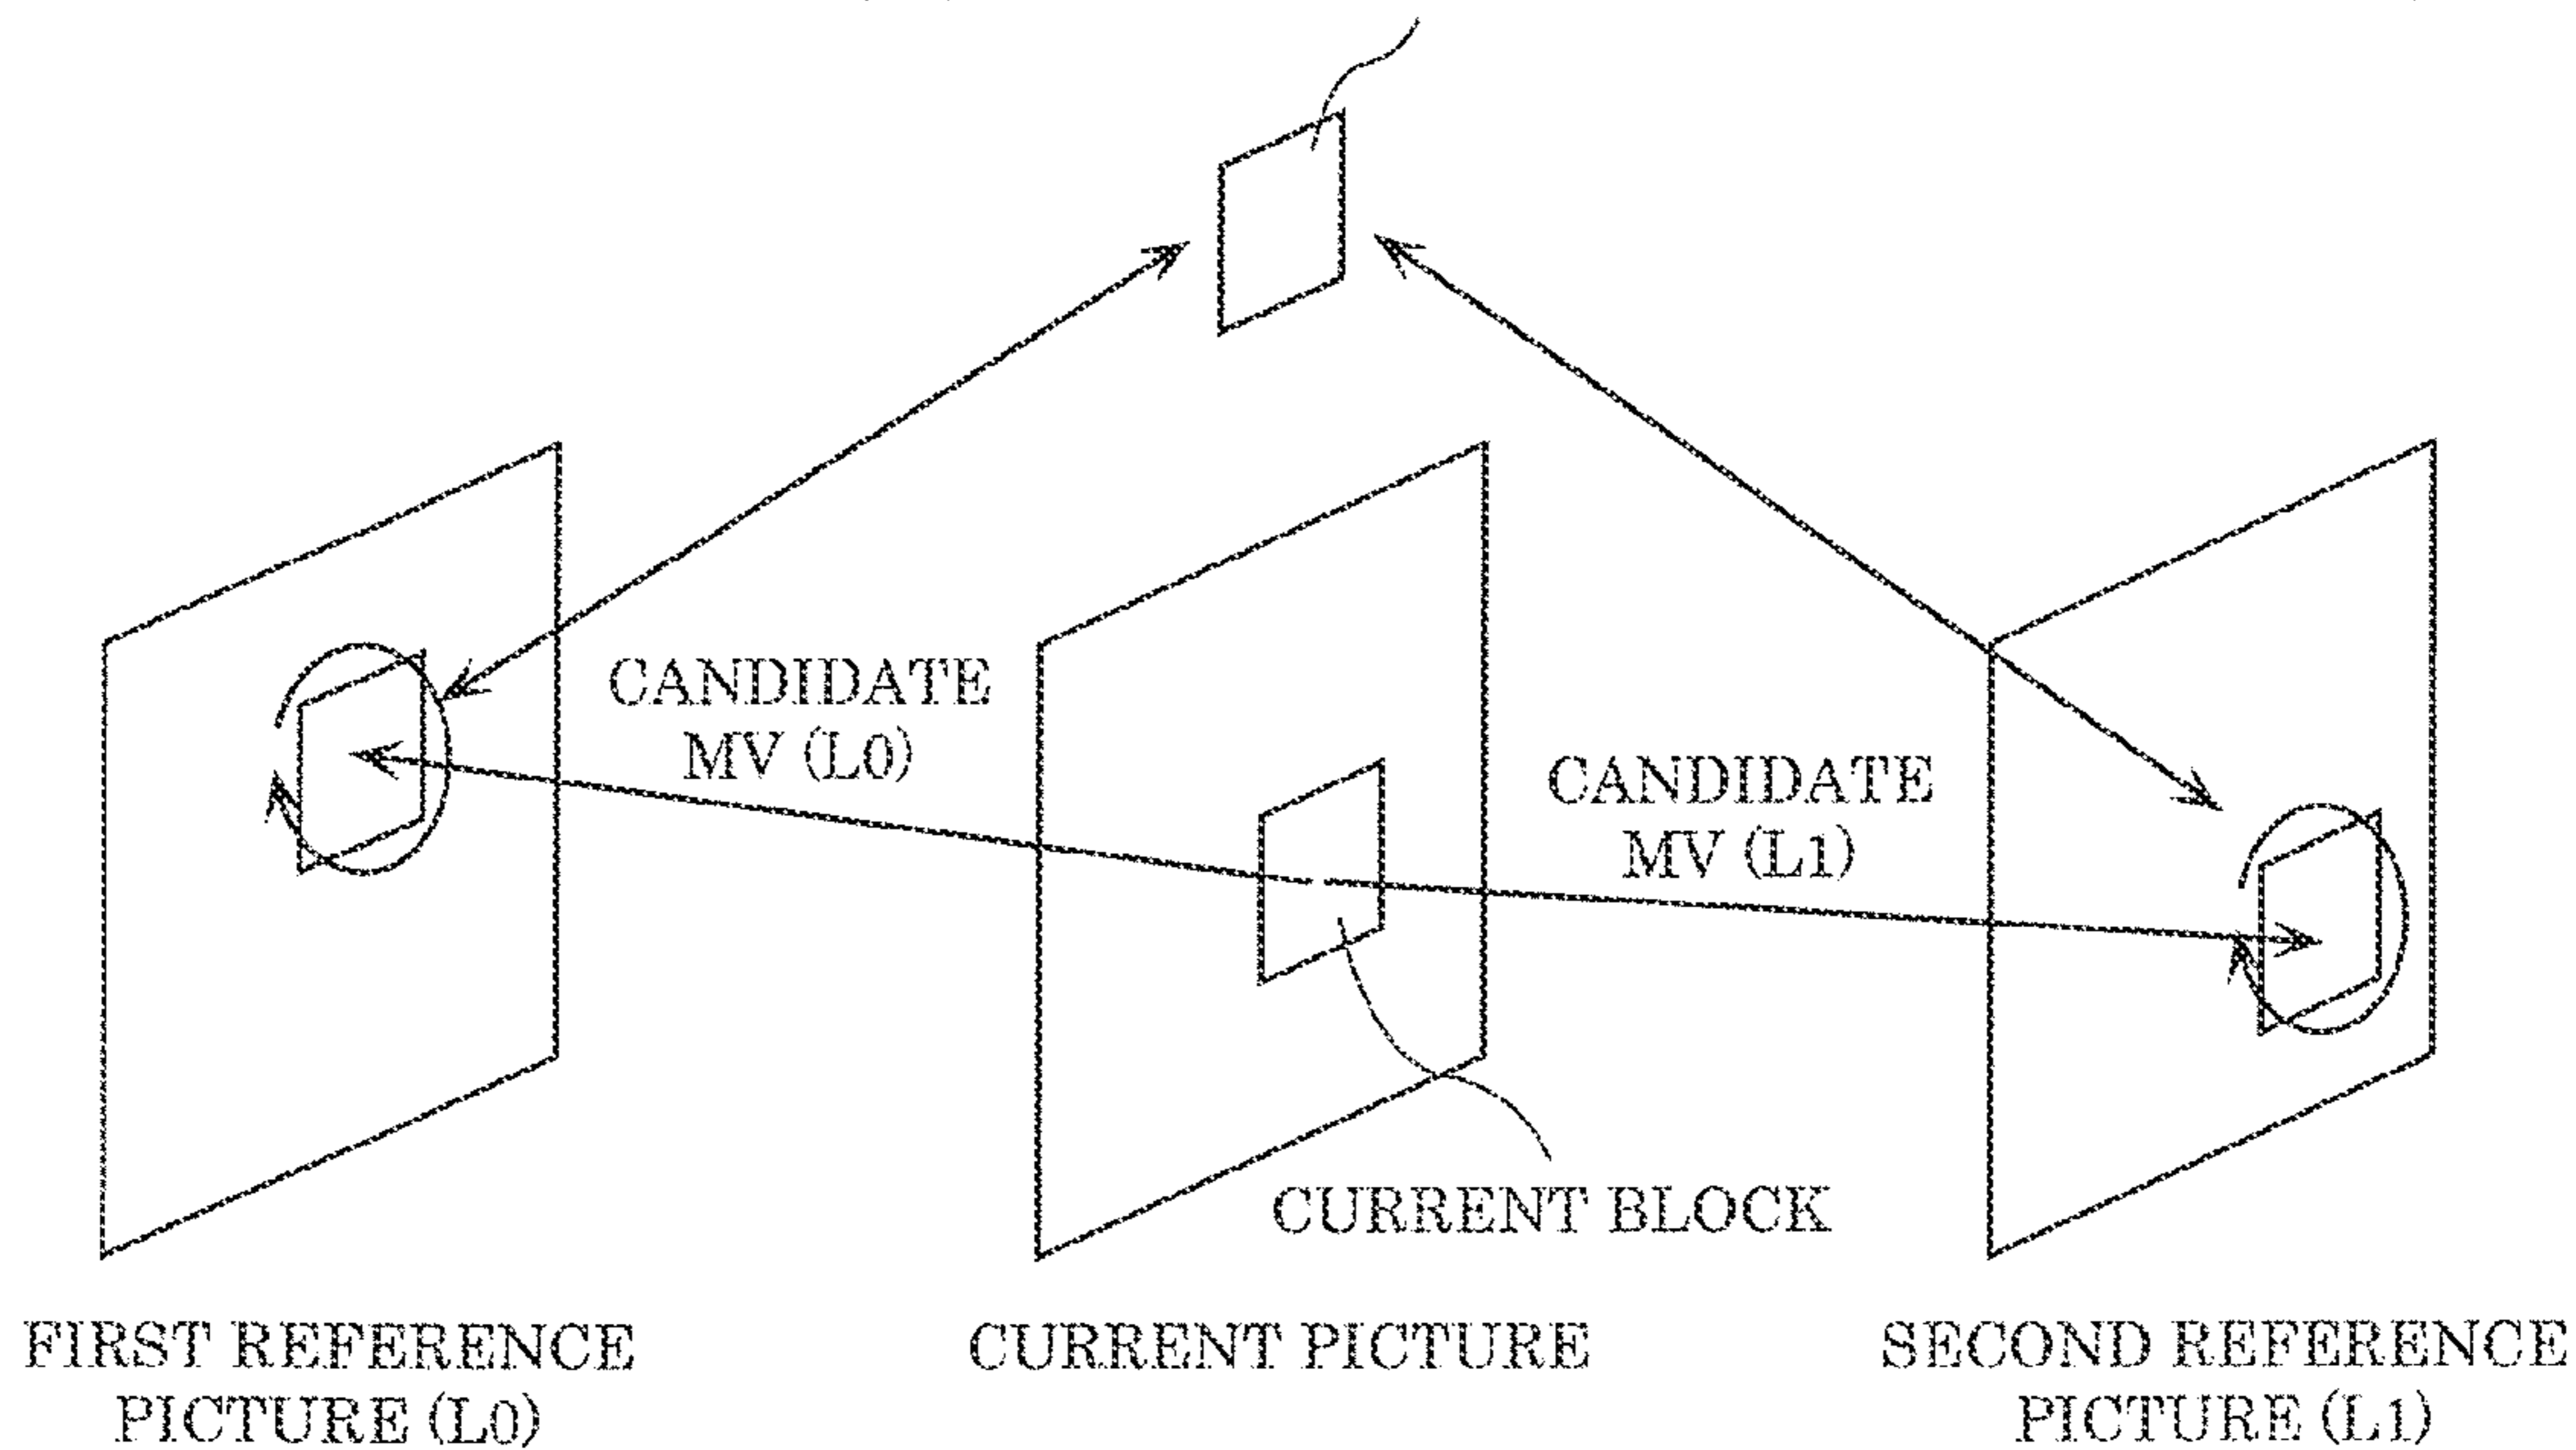 CANDIDATE
MV (L0)
CANDIDATE
MV (L1)
CURRENT BLOCK
FIRST REFERENCE
PICTURE (L0)
CURRENT PICTURE
SECOND REFERENCE
PICTURE (L1)